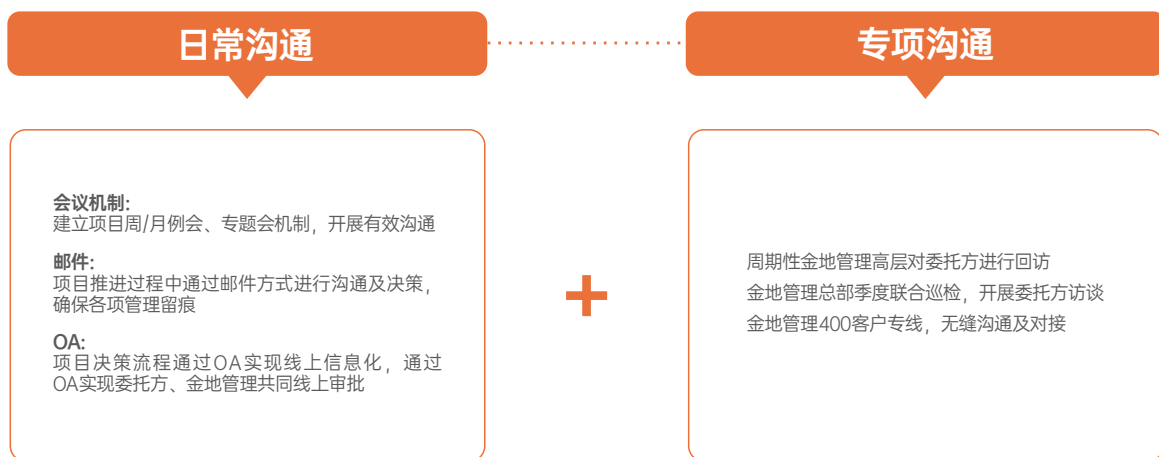 日常沟通
会议机制:
建立项目周/月例会、专题会机制，开展有效沟通
邮件:
项目推进过程中通过邮件方式进行沟通及决策，
确保各项管理留痕
OA:
项目决策流程通过OA实现线上信息化，通过
OA实现委托方、金地管理共同线上审批
+
专项沟通
周期性金地管理高层对委托方进行回访
金地管理总部季度联合巡检，开展委托方访谈
金地管理400客户专线，无缝沟通及对接